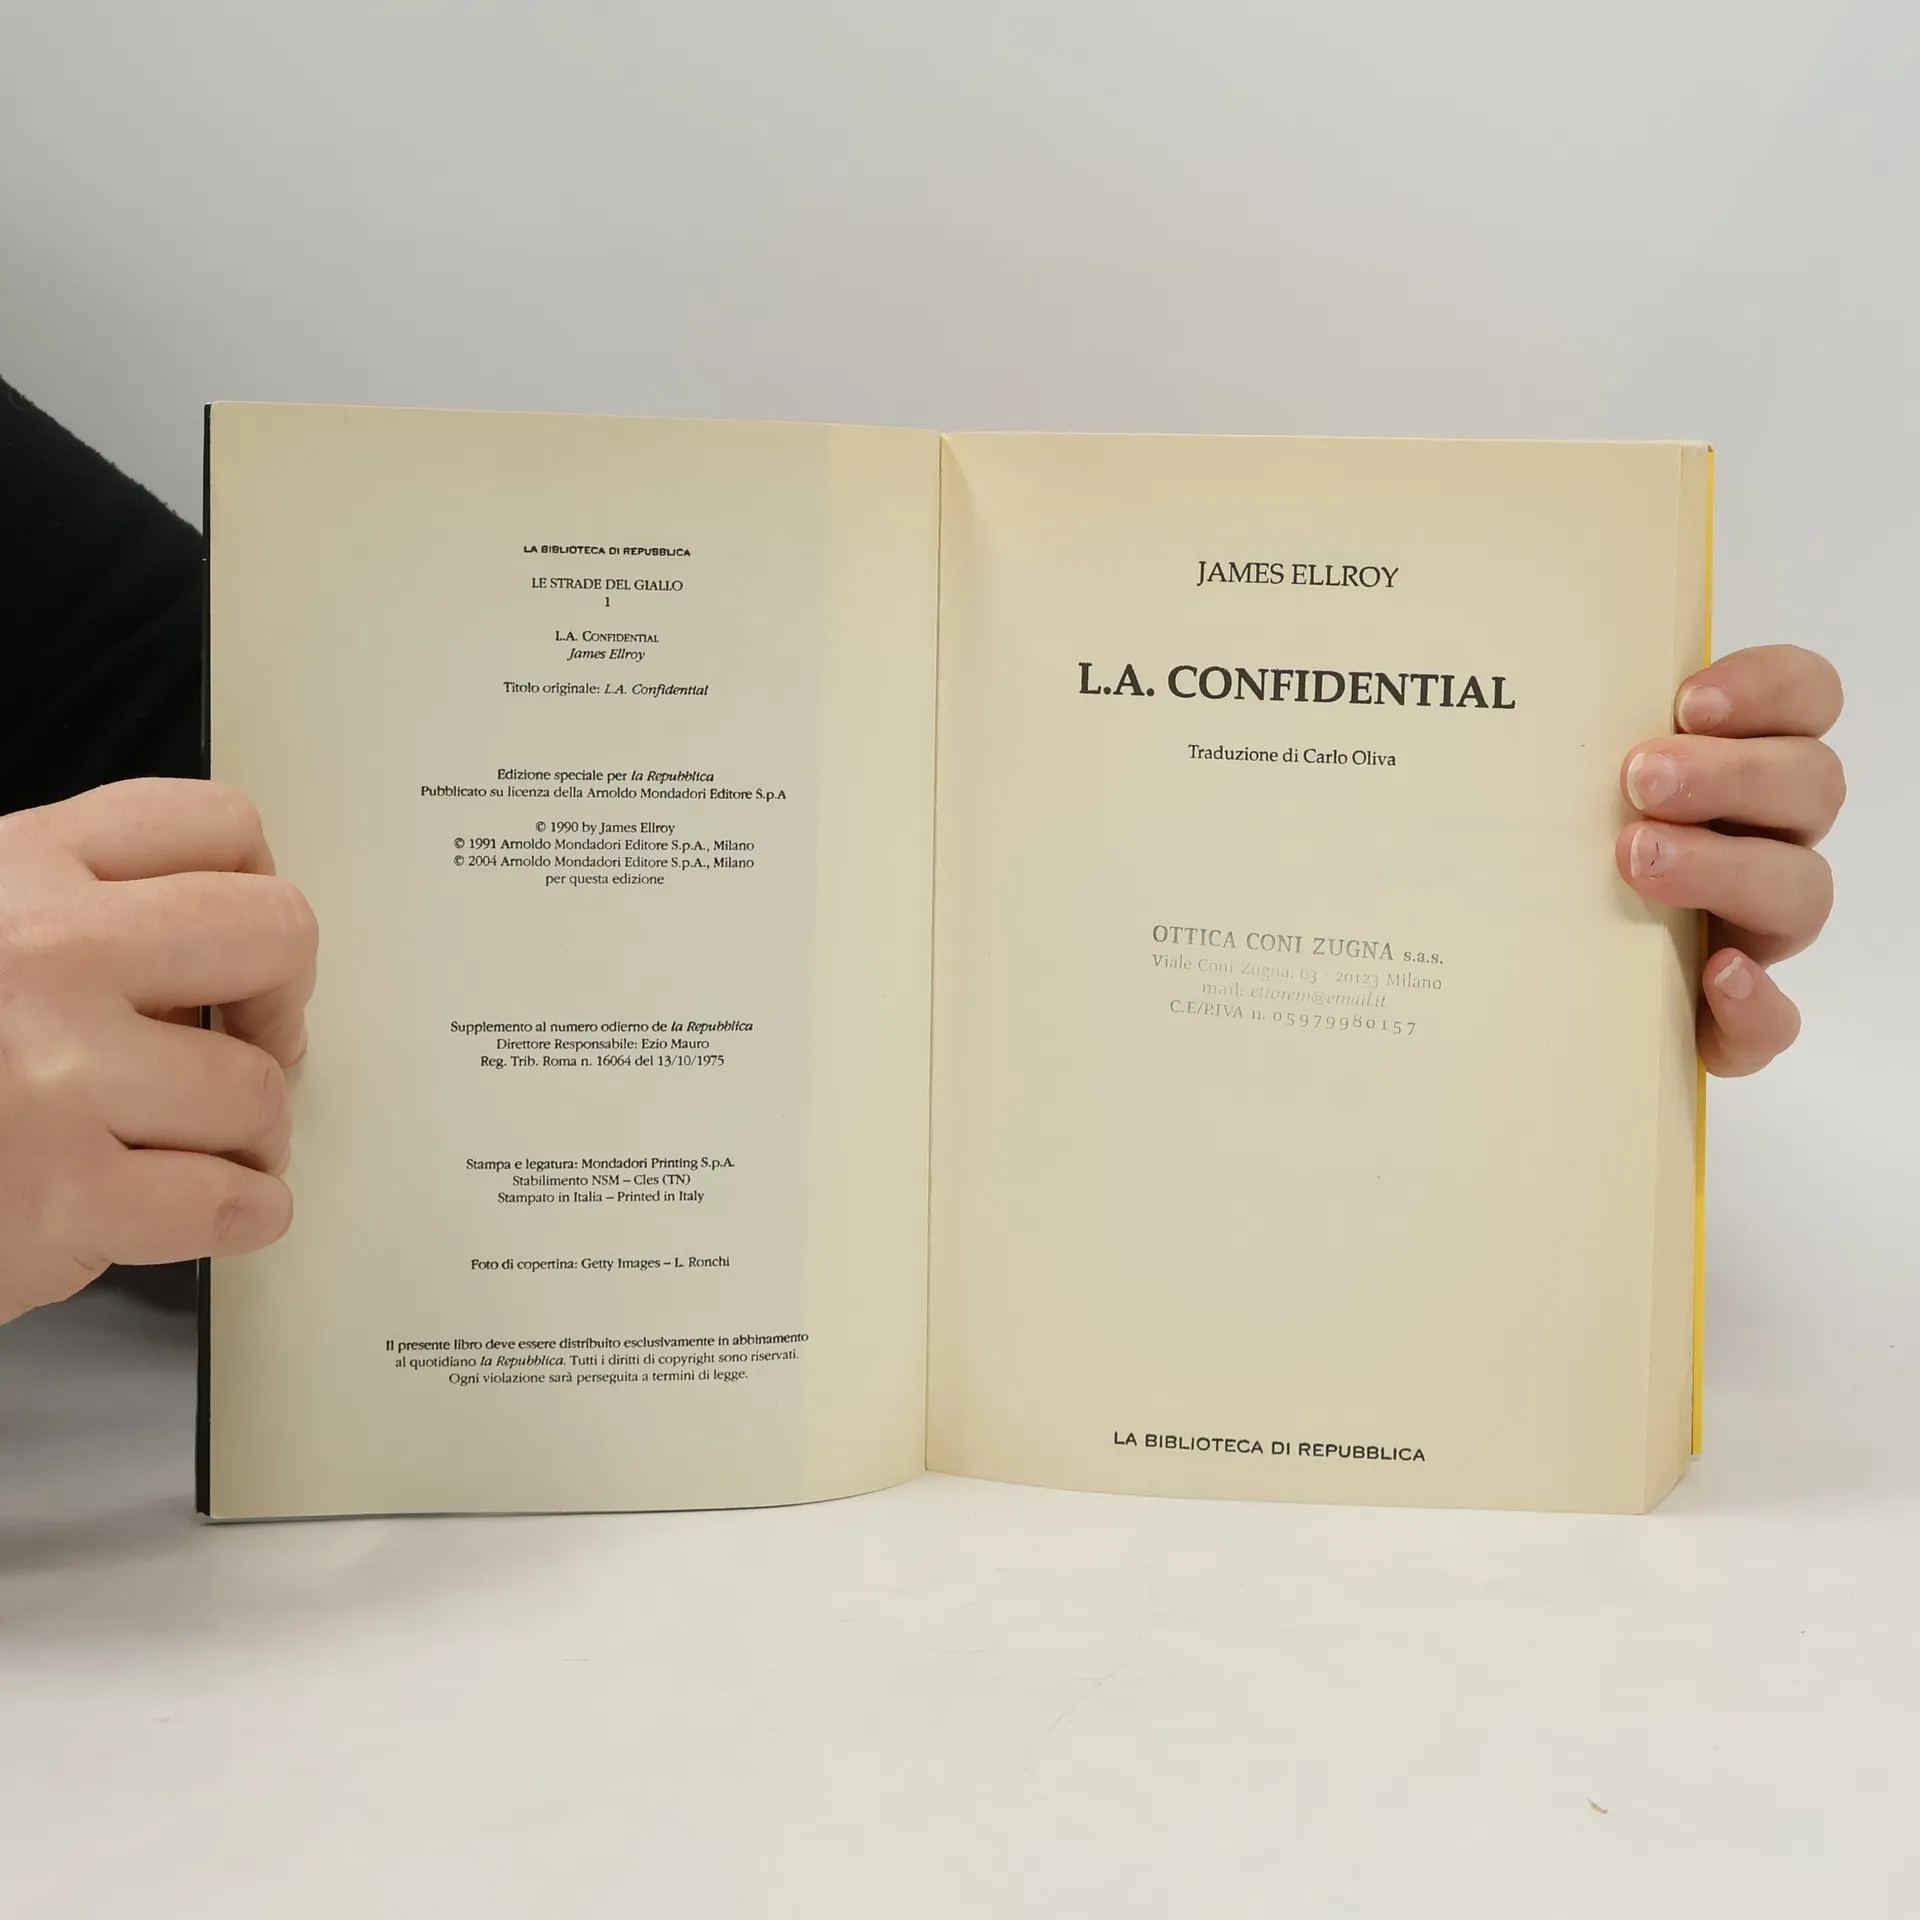 LA BIBLIOTECA DI REPUBBLICA
LE STRADE DEL GIALLO
1
L.A. CONFIDENTIAL
James Ellroy
Titolo originale: L.A. Confidential
Edizione speciale per la Repubblica
Pubblicato su licenza della Arnoldo Mondadori Editore S.p.A
© 1990 by James Ellroy
© 1991 Arnoldo Mondadori Editore S.p.A., Milano
© 2004 Arnoldo Mondadori Editore S.p.A., Milano
per questa edizione
Supplemento al numero odierno de la Repubblica
Direttore Responsabile: Ezio Mauro
Reg. Trib. Roma n. 16064 del 13/10/1975
Stampa e legatura: Mondadori Printing S.p.A.
Stabilimento NSM – Cles (TN)
Stampato in Italia – Printed in Italy
Foto di copertina: Getty Images – L. Ronchi
Il presente libro deve essere distribuito esclusivamente in abbinamento
al quotidiano la Repubblica. Tutti i diritti di copyright sono riservati.
Ogni violazione sarà perseguita a termini di legge.
JAMES ELLROY
L.A. CONFIDENTIAL
Traduzione di Carlo Oliva
OTTICA CONI ZUGNA s.a.s.
Viale Coni Zugna, 63 - 20123 Milano
mail: ettorem@email.it
C.F./P.IVA n. 05979980157
LA BIBLIOTECA DI REPUBBLICA